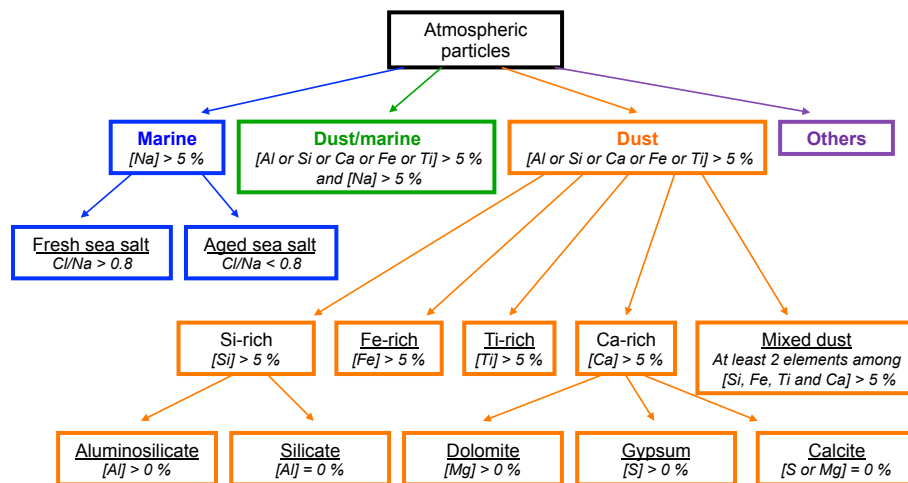 Atmospheric
particles
Marine
[Na] > 5 %
Dust/marine
[Al or Si or Ca or Fe or Ti] > 5 %
and [Na] > 5 %
Dust
[Al or Si or Ca or Fe or Ti] > 5 %
Others
Fresh sea salt
Cl/Na > 0.8
Aged sea salt
Cl/Na < 0.8
Si-rich
[Si] > 5 %
Fe-rich
[Fe] > 5 %
Ti-rich
[Ti] > 5 %
Ca-rich
[Ca] > 5 %
Mixed dust
At least 2 elements among
[Si, Fe, Ti and Ca] > 5 %
Aluminosilicate
[Al] > 0 %
Silicate
[Al] = 0 %
Dolomite
[Mg] > 0 %
Gypsum
[S] > 0 %
Calcite
[S or Mg] = 0 %